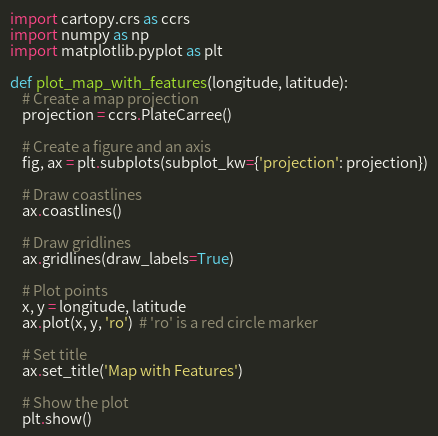 import cartopy.crs as ccrs
import numpy as np
import matplotlib.pyplot as plt

def plot_map_with_features(longitude, latitude):
    # Create a map projection
    projection = ccrs.PlateCarree()

    # Create a figure and an axis
    fig, ax = plt.subplots(subplot_kw={'projection': projection})

    # Draw coastlines
    ax.coastlines()

    # Draw gridlines
    ax.gridlines(draw_labels=True)

    # Plot points
    x, y = longitude, latitude
    ax.plot(x, y, 'ro')  # 'ro' is a red circle marker

    # Set title
    ax.set_title('Map with Features')

    # Show the plot
    plt.show()